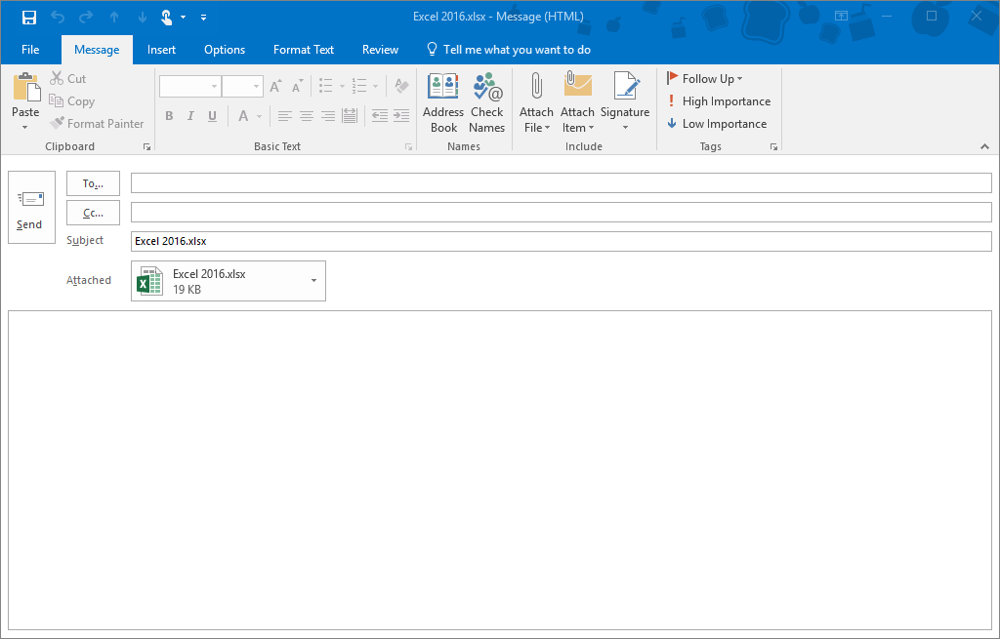 Excel 2016.xlsx - Message (HTML)
File Message Insert Options Format Text Review Tell me what you want to do
Paste
Cut
Copy
Format Painter
Clipboard
A A A
B I U A
Basic Text
Address Book
Check Names
Names
Attach File
Attach Item
Signature
Include
Follow Up
High Importance
Low Importance
Tags
Send
To...
Cc...
Subject Excel 2016.xlsx
Attached Excel 2016.xlsx
19 KB